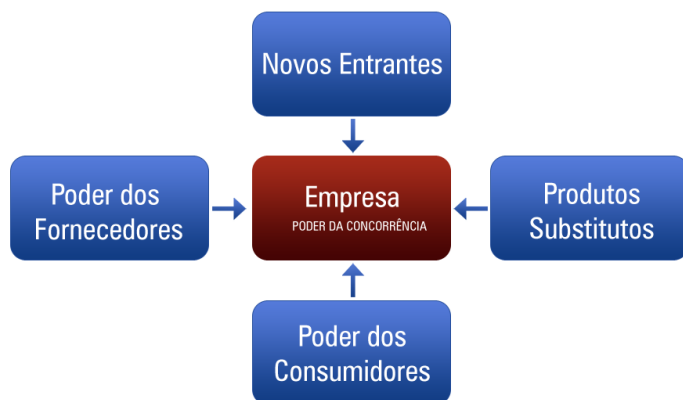 Novos Entrantes
Poder dos
Fornecedores
Empresa
PODER DA CONCORRÊNCIA
Produtos
Substitutos
Poder dos
Consumidores